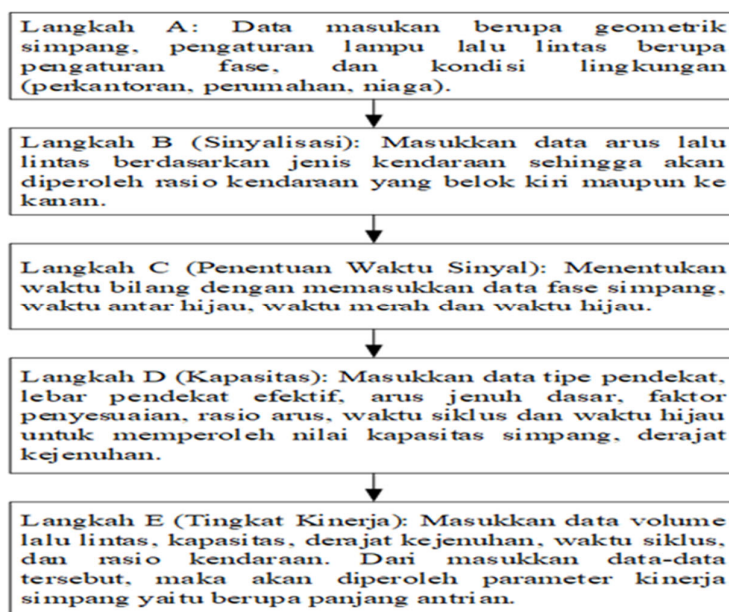 Langkah A: Data masukan berupa geometrik
simpang, pengaturan lampu lalu lintas berupa
pengaturan fase, dan kondisi lingkungan
(perkantoran, perumahan, niaga).
Langkah B (Sinyalisasi): Masukkan data arus lalu
lintas berdasarkan jenis kendaraan sehingga akan
diperoleh rasio kendaraan yang belok kiri maupun ke
kanan.
Langkah C (Penentuan Waktu Sinyal): Menentukan
waktu bilang dengan memasukkan data fase simpang,
waktu antar hijau, waktu merah dan waktu hijau.
Langkah D (Kapasitas): Masukkan data tipe pendekat,
lebar pendekat efektif, arus jenuh dasar, faktor
penyesuaian, rasio arus, waktu siklus dan waktu hijau
untuk memperoleh nilai kapasitas simpang, derajat
kejenuhan.
Langkah E (Tingkat Kinerja): Masukkan data volume
lalu lintas, kapasitas, derajat kejenuhan, waktu siklus,
dan rasio kendaraan. Dari masukkan data-data
tersebut, maka akan diperoleh parameter kinerja
simpang yaitu berupa panjang antrian.